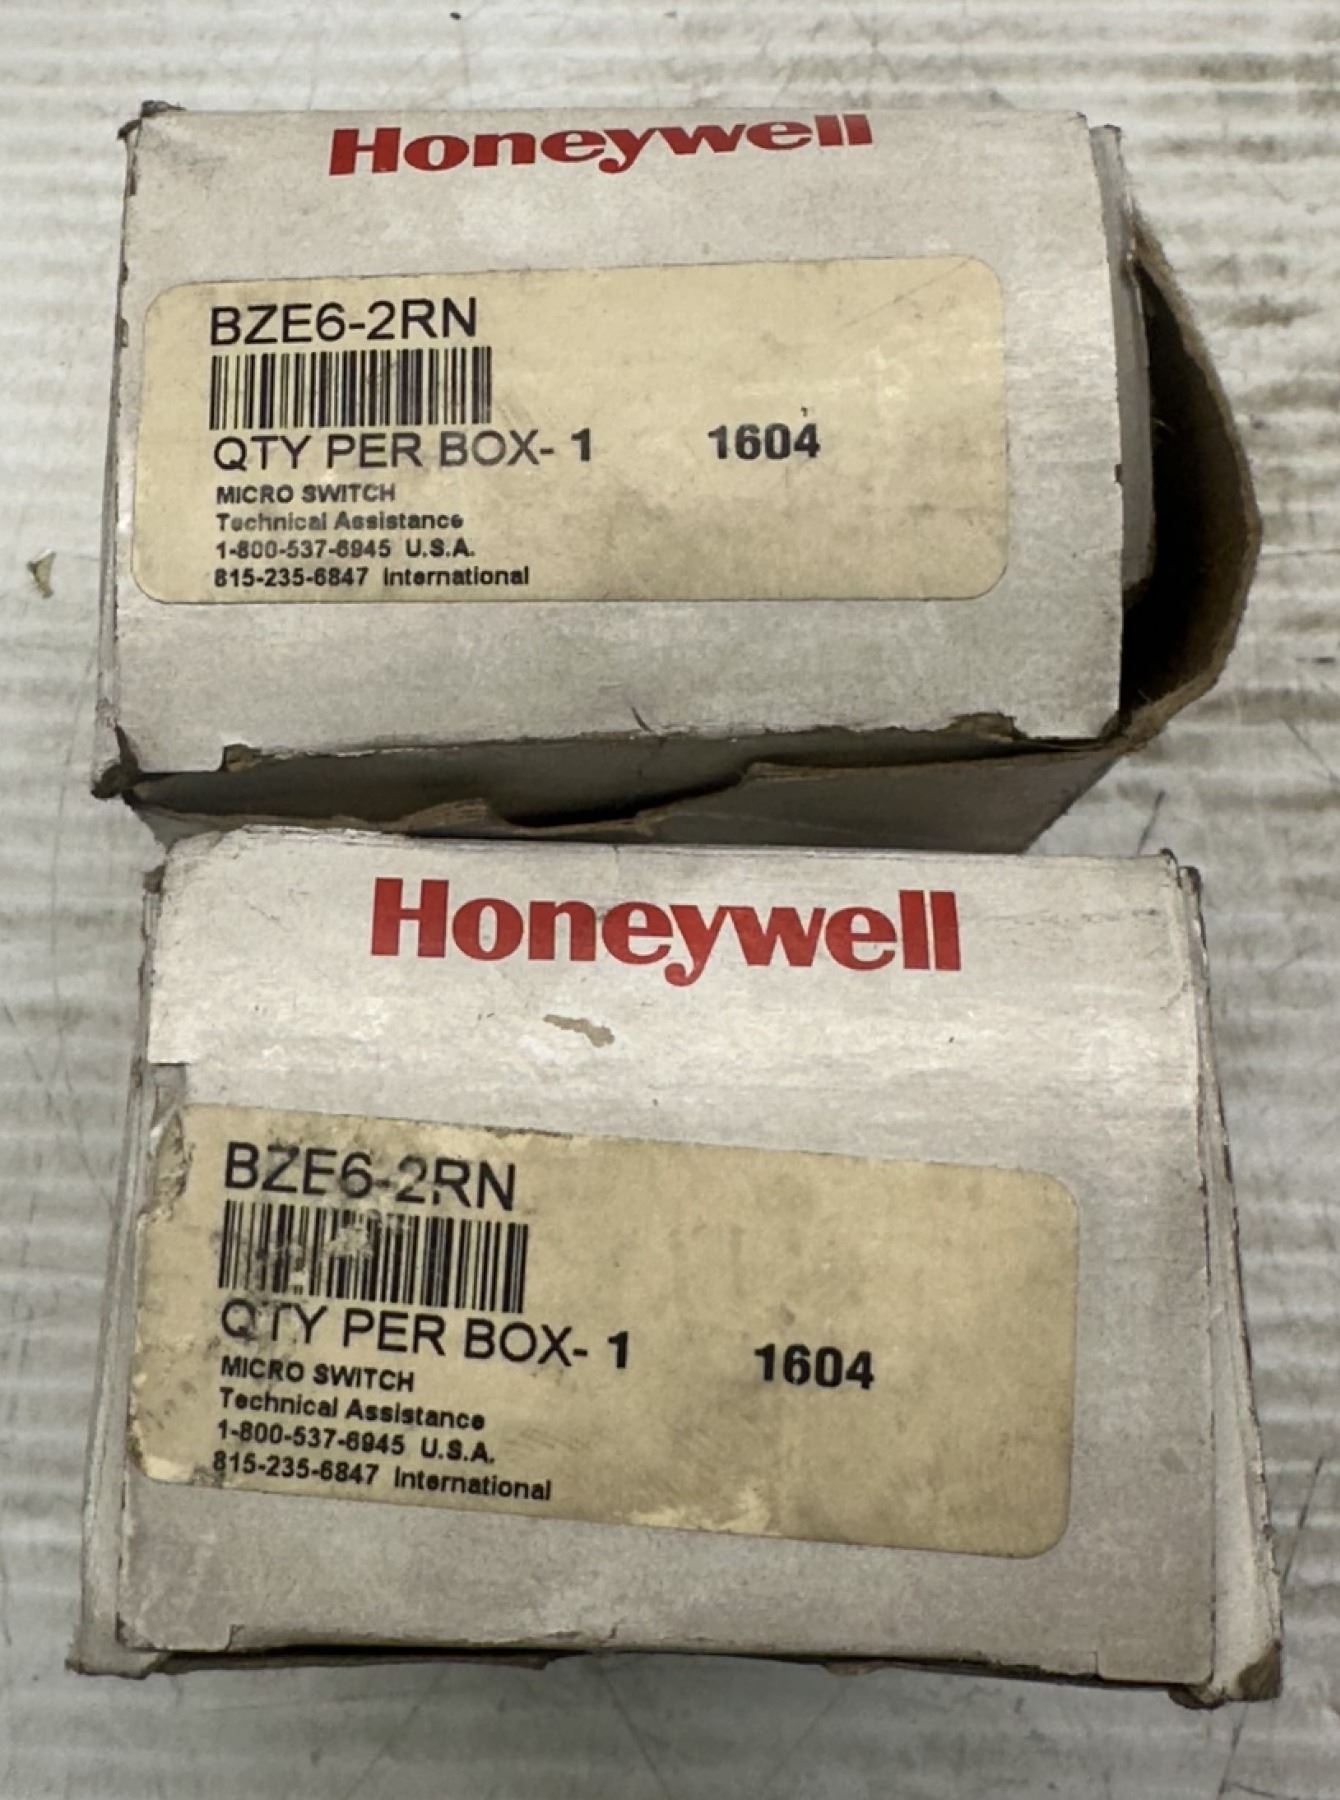 Honeywell
BZE6-2RN
QTY PER BOX- 1 1604
MICRO SWITCH
Technical Assistance
1-800-537-6945 U.S.A.
815-235-6847 International
Honeywell
BZE6-2RN
QTY PER BOX- 1 1604
MICRO SWITCH
Technical Assistance
1-800-537-6945 U.S.A.
815-235-6847 International